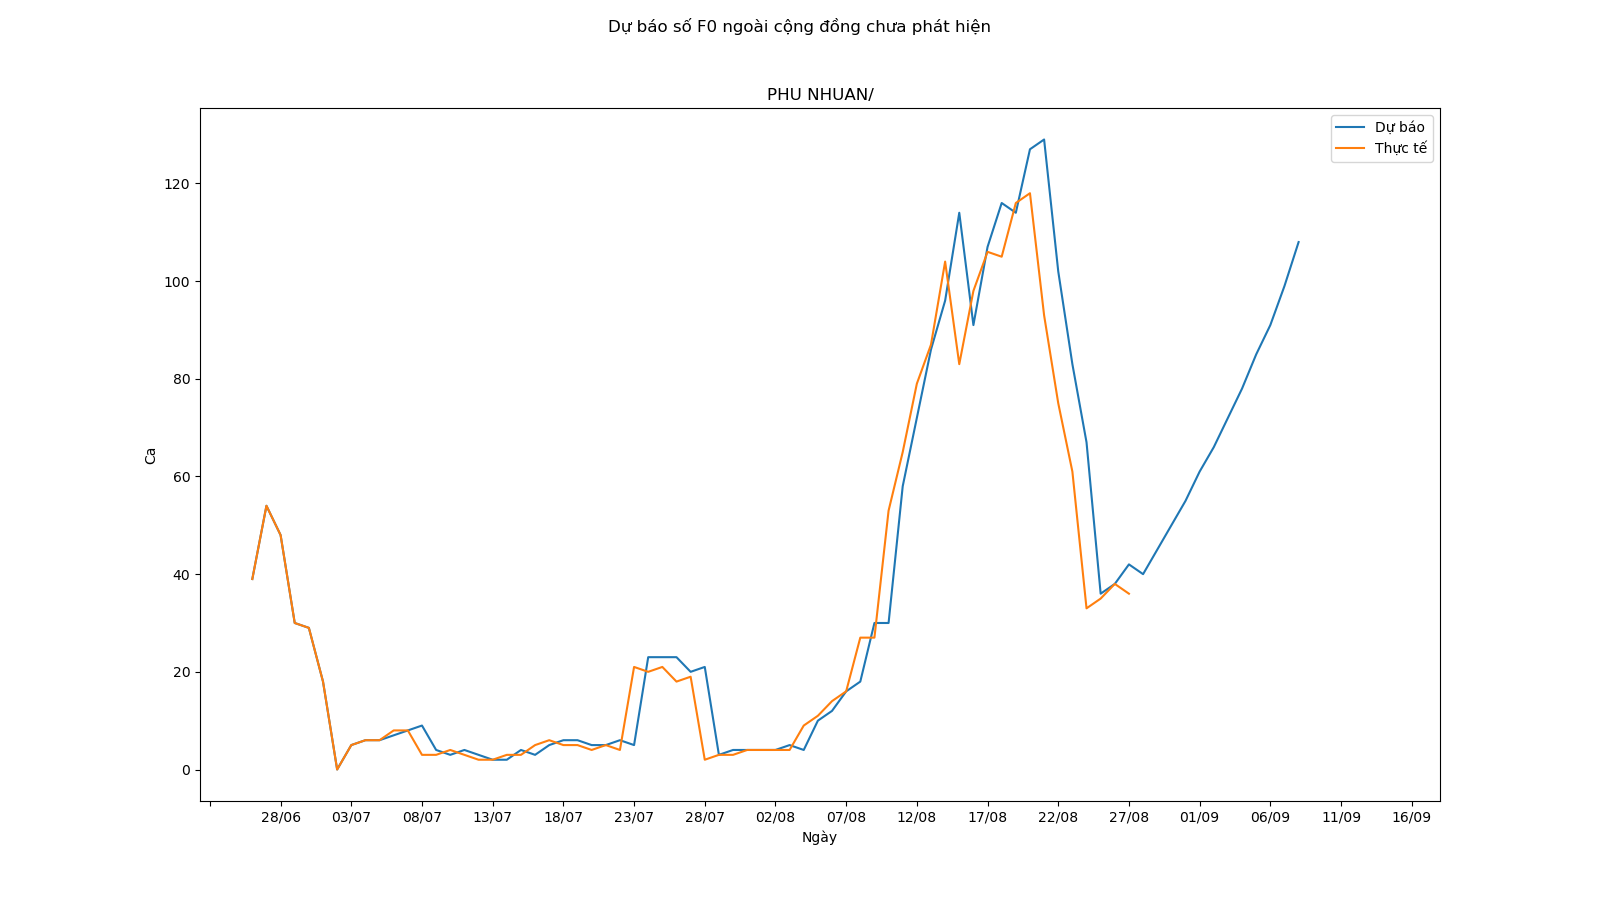 Dự báo số F0 ngoài cộng đồng chưa phát hiện
PHU NHUAN/
Dự báo
Thực tế
120
100
80
60
40
20
0
Ca
28/06 03/07 08/07 13/07 18/07 23/07 28/07 02/08 07/08 12/08 17/08 22/08 27/08 01/09 06/09 11/09 16/09
Ngày